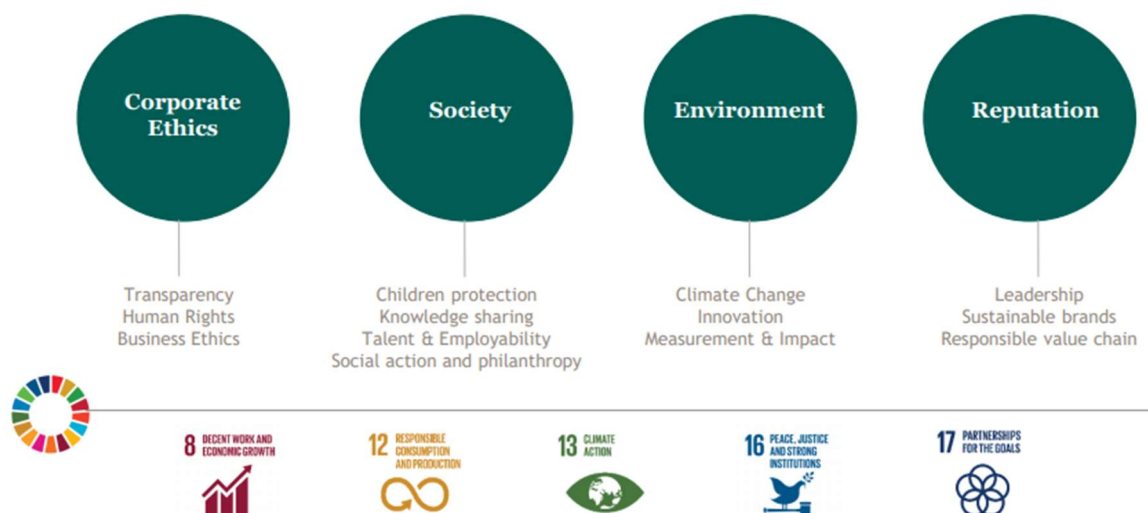 Corporate
Ethics
Society
Environment
Reputation
Transparency
Human Rights
Business Ethics
Children protection
Knowledge sharing
Talent & Employability
Social action and philanthropy
Climate Change
Innovation
Measurement & Impact
Leadership
Sustainable brands
Responsible value chain
8 DECENT WORK AND
ECONOMIC GROWTH
12 RESPONSIBLE
CONSUMPTION
AND PRODUCTION
13 CLIMATE
ACTION
16 PEACE, JUSTICE
AND STRONG
INSTITUTIONS
17 PARTNERSHIPS
FOR THE GOALS